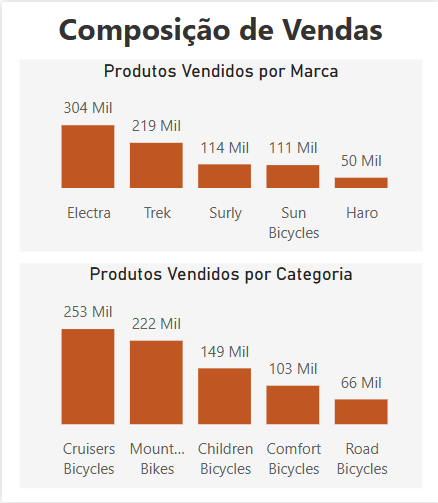 Composição de Vendas
Produtos Vendidos por Marca
304 Mil
219 Mil
114 Mil
111 Mil
50 Mil
Electra
Trek
Surly
Sun
Bicycles
Haro
Produtos Vendidos por Categoria
253 Mil
222 Mil
149 Mil
103 Mil
66 Mil
Cruisers
Bicycles
Mount...
Bikes
Children
Bicycles
Comfort
Bicycles
Road
Bicycles